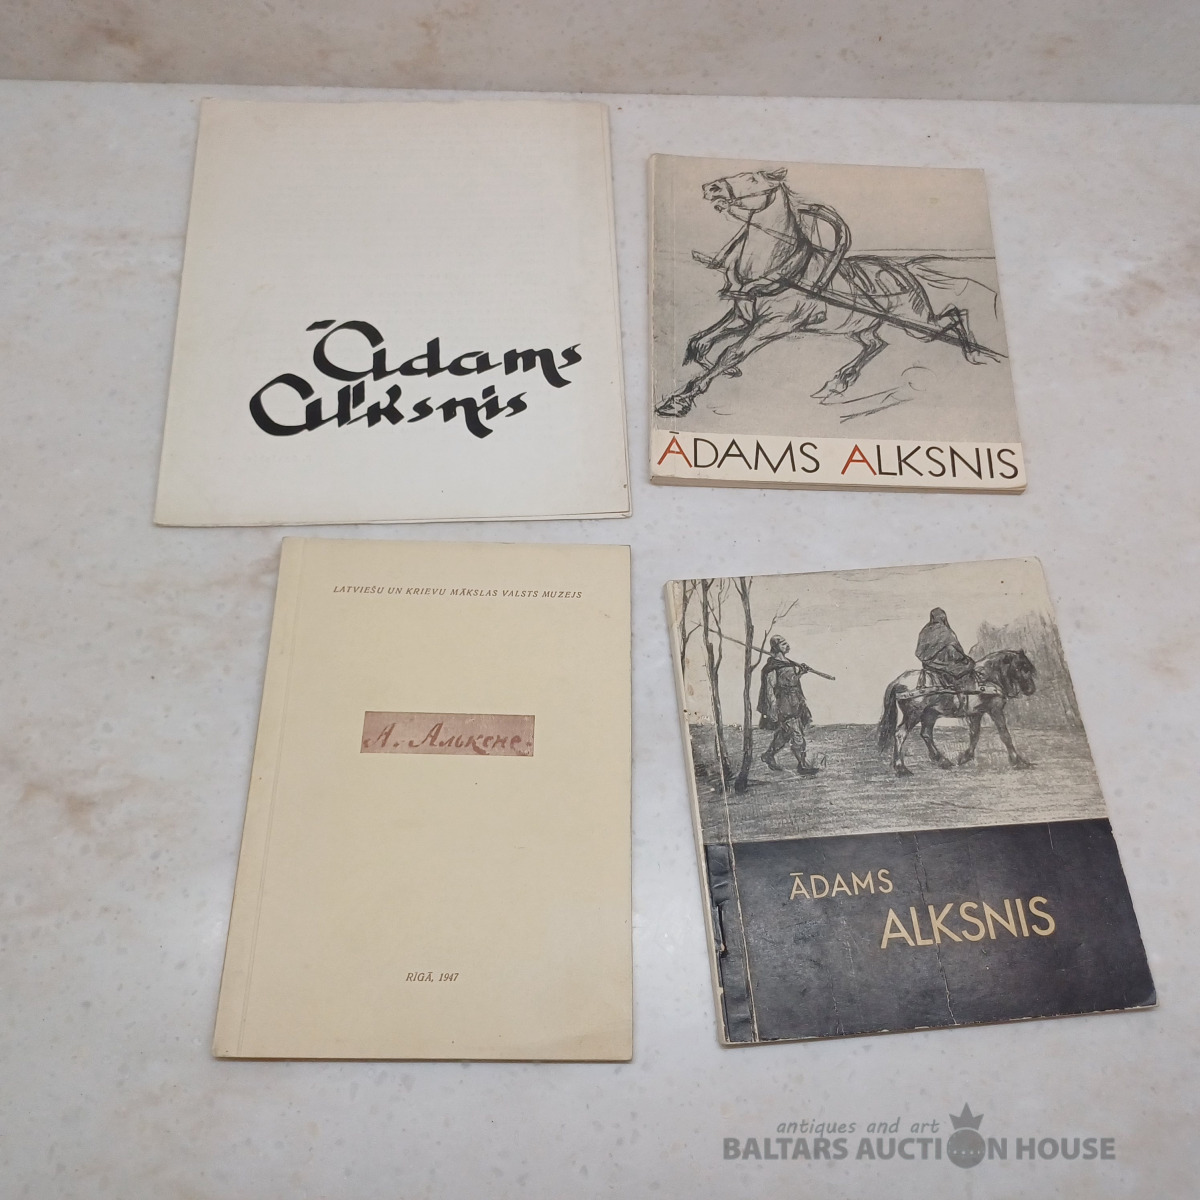 Ādams
Alksnis
ĀDAMS ALKSNIS
LATVIEŠU UN KRIEVU MĀKSLAS VALSTS MUZEJS
А. Альксне.
RĪGĀ, 1947
ĀDAMS
ALKSNIS
antiques and art
BALTARS AUCTION HOUSE